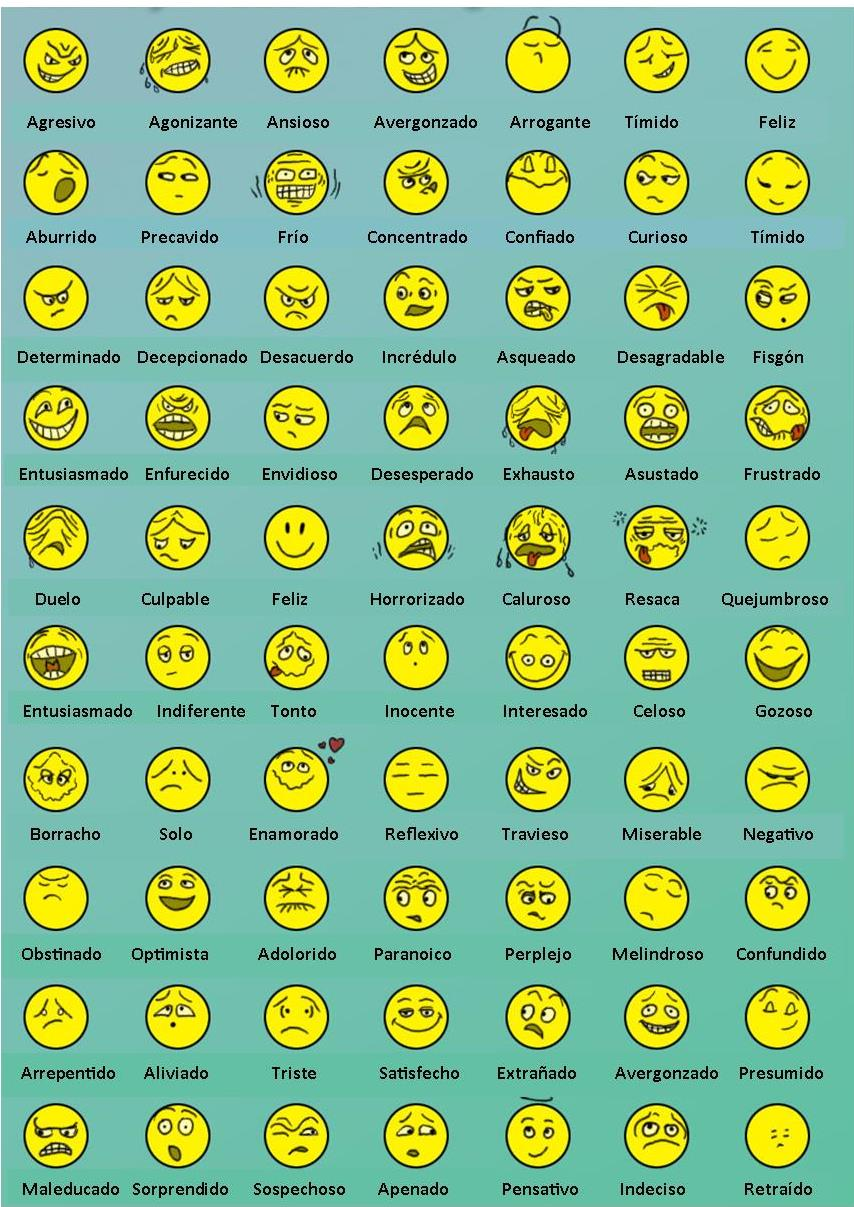 Agresivo Agonizante Ansioso Avergonzado Arrogante Tímido Feliz
Aburrido Precavido Frío Concentrado Confiado Curioso Tímido
Determinado Decepcionado Desacuerdo Incrédulo Asqueado Desagradable Fisgón
Entusiasmado Enfurecido Envidioso Desesperado Exhausto Asustado Frustrado
Duelo Culpable Feliz Horrorizado Caluroso Resaca Quejumbroso
Entusiasmado Indiferente Tonto Inocente Interesado Celoso Gozoso
Borracho Solo Enamorado Reflexivo Travieso Miserable Negativo
Obstinado Optimista Adolorido Paranoico Perplejo Melindroso Confundido
Arrepentido Aliviado Triste Satisfecho Extrañado Avergonzado Presumido
Maleducado Sorprendido Sospechoso Apenado Pensativo Indeciso Retraído